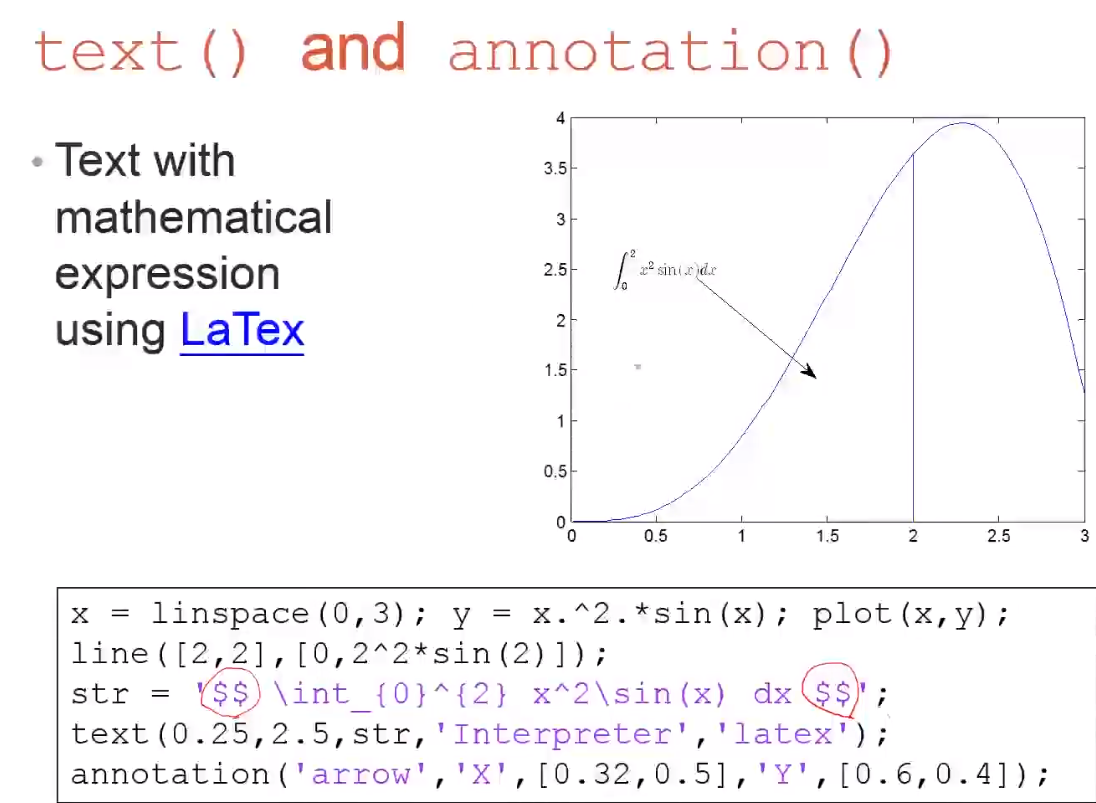 text() and annotation()
• Text with
mathematical
expression
using LaTex
4
3.5
3
2.5
2
1.5
1
0.5
0
∫₀² x² sin(x)dx
0 0.5 1 1.5 2 2.5 3
x = linspace(0,3); y = x.^2.*sin(x); plot(x,y);
line([2,2],[0,2^2*sin(2)]);
str = '$$ \int_{0}^{2} x^2\sin(x) dx $$';
text(0.25,2.5,str,'Interpreter','latex');
annotation('arrow','X',[0.32,0.5],'Y',[0.6,0.4]);